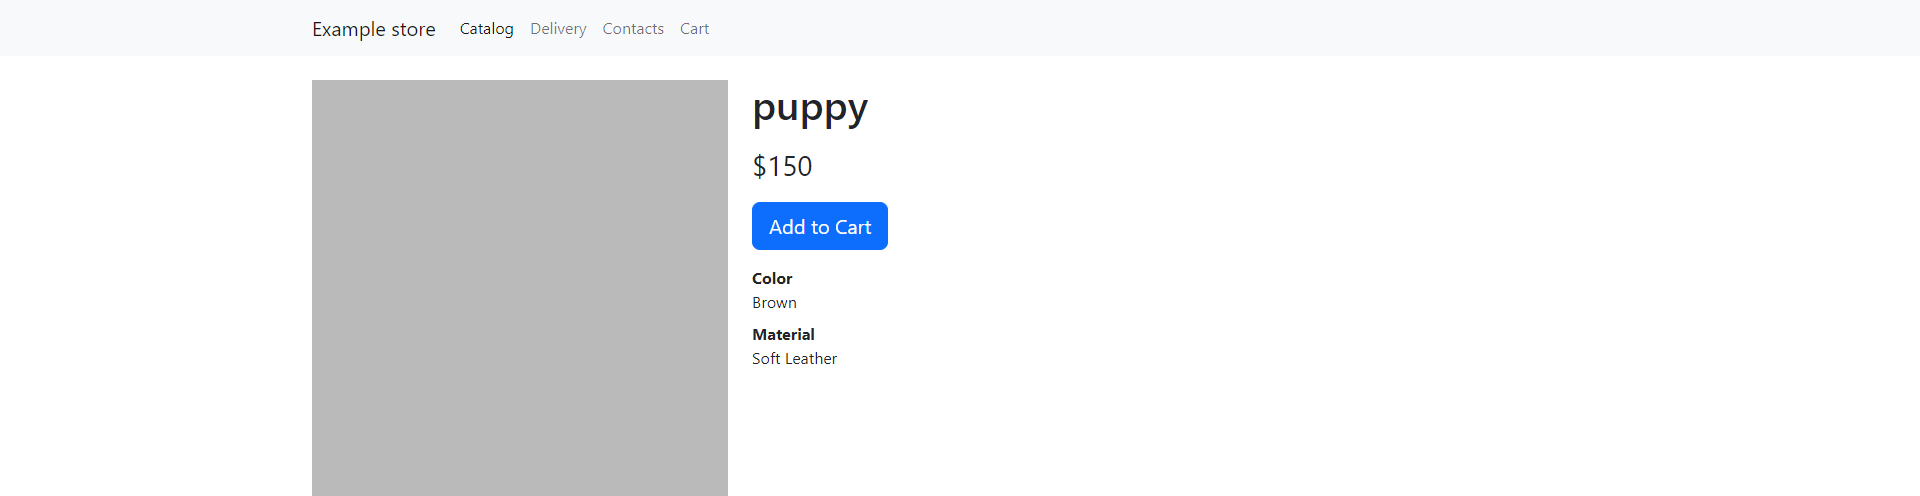 Example store Catalog Delivery Contacts Cart
puppy
$150
Add to Cart
Color
Brown
Material
Soft Leather